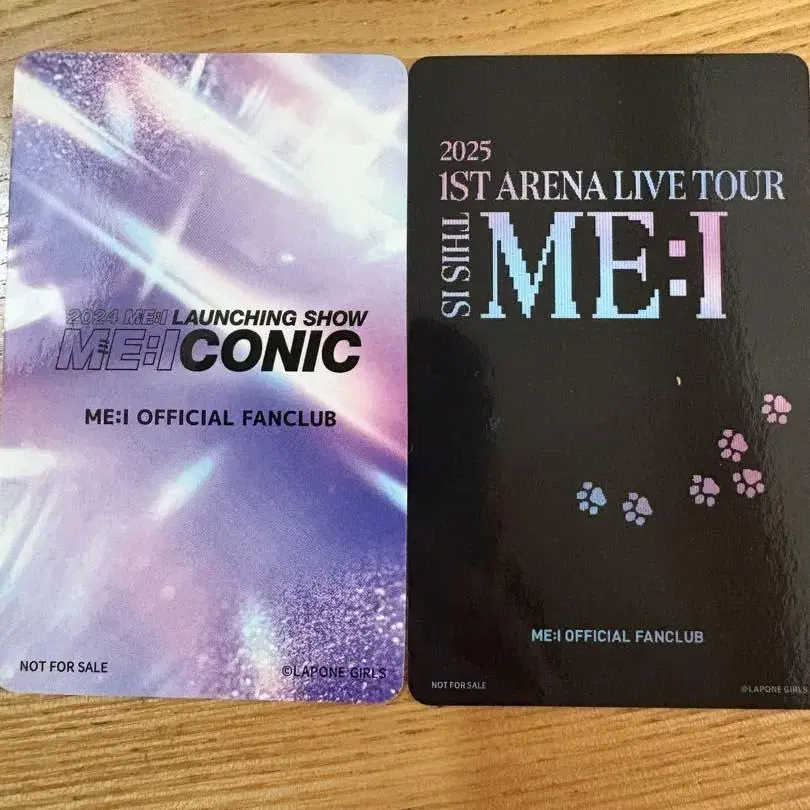 2024 ME:I LAUNCHING SHOW
ME:ICONIC
ME:I OFFICIAL FANCLUB
NOT FOR SALE
©LAPONE GIRLS
2025
1ST ARENA LIVE TOUR
THIS IS
ME:I
ME:I OFFICIAL FANCLUB
NOT FOR SALE
©LAPONE GIRLS